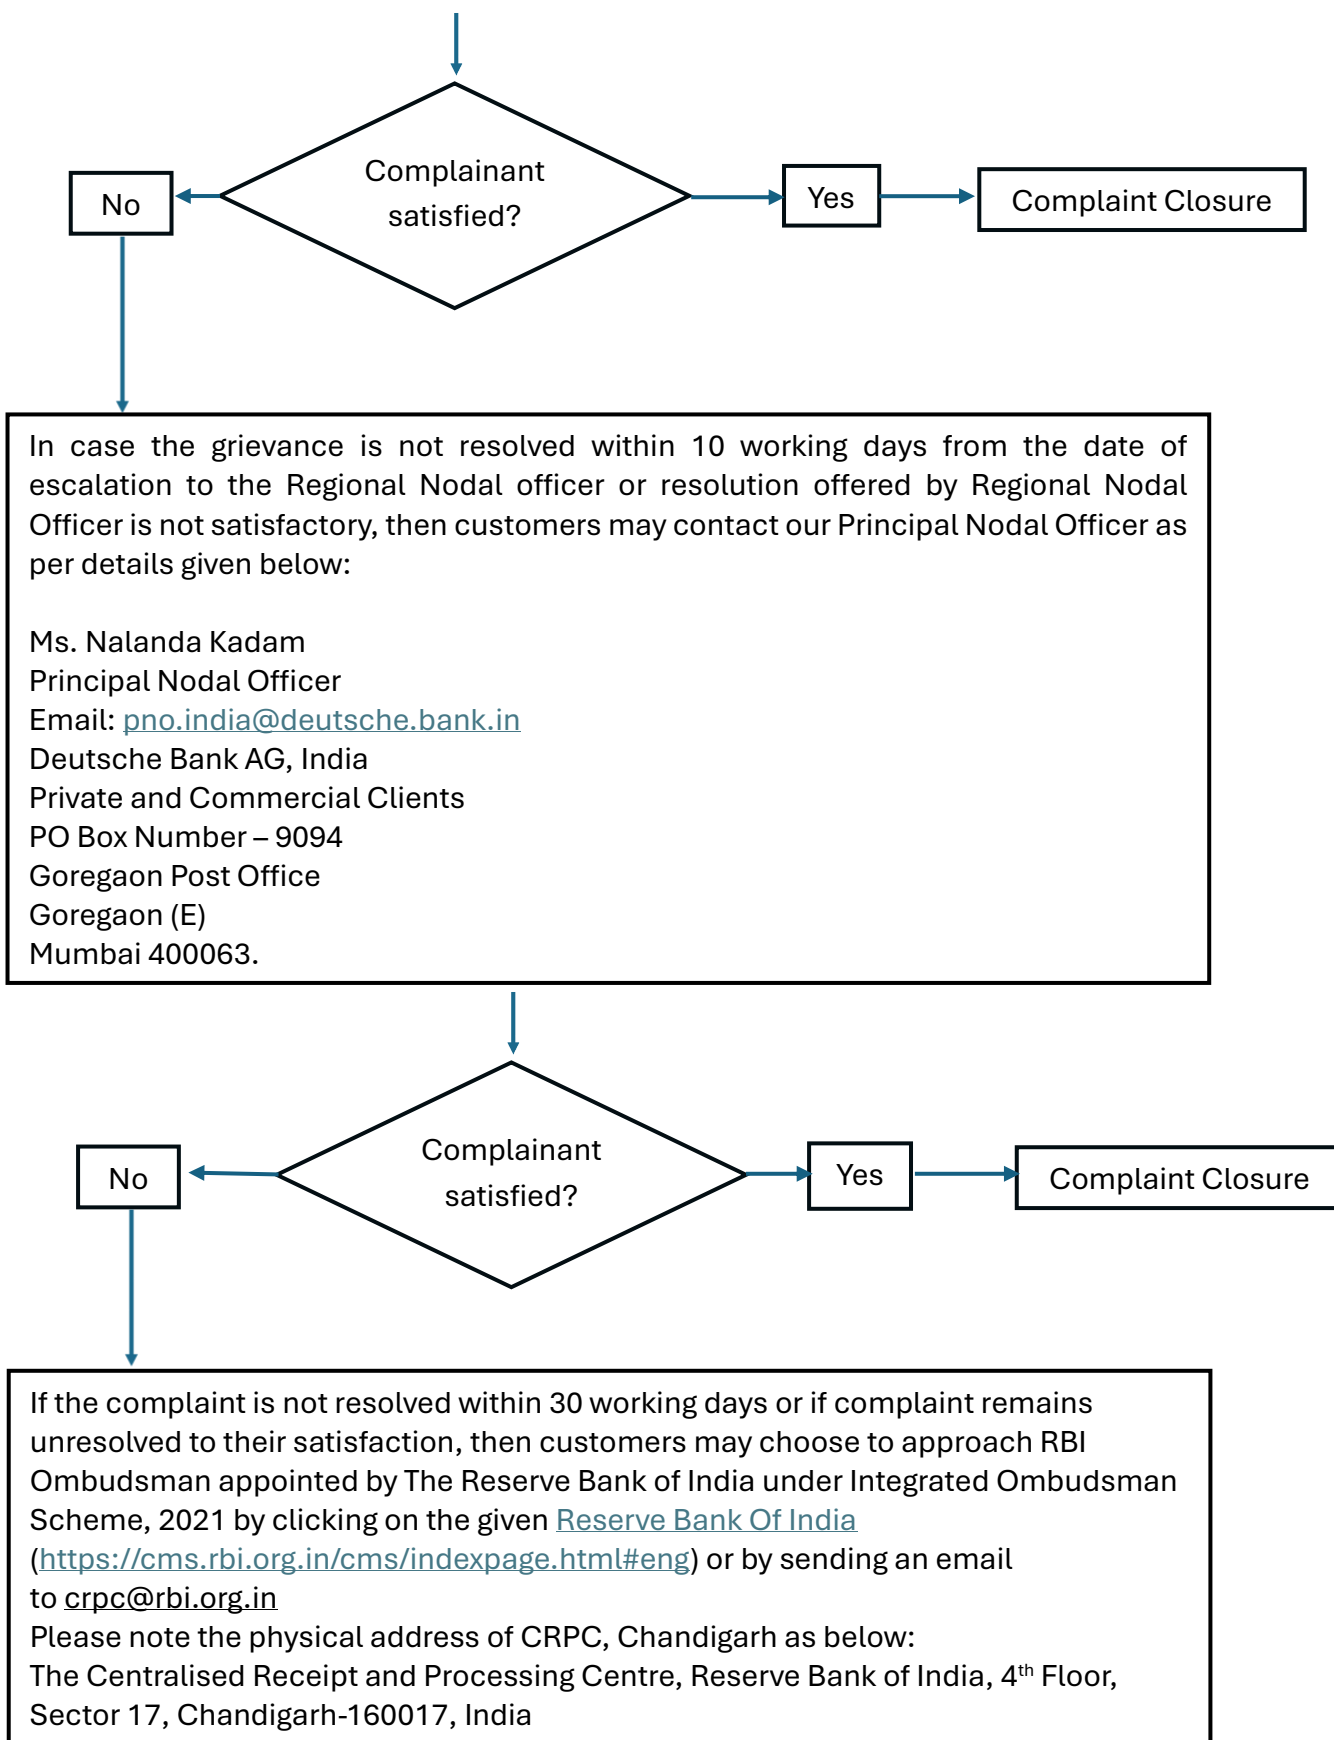 Complainant
satisfied?
No
Yes
Complaint Closure
In case the grievance is not resolved within 10 working days from the date of
escalation to the Regional Nodal officer or resolution offered by Regional Nodal
Officer is not satisfactory, then customers may contact our Principal Nodal Officer as
per details given below:
Ms. Nalanda Kadam
Principal Nodal Officer
Email: pno.india@deutsche.bank.in
Deutsche Bank AG, India
Private and Commercial Clients
PO Box Number – 9094
Goregaon Post Office
Goregaon (E)
Mumbai 400063.
Complainant
satisfied?
No
Yes
Complaint Closure
If the complaint is not resolved within 30 working days or if complaint remains
unresolved to their satisfaction, then customers may choose to approach RBI
Ombudsman appointed by The Reserve Bank of India under Integrated Ombudsman
Scheme, 2021 by clicking on the given Reserve Bank Of India
(https://cms.rbi.org.in/cms/indexpage.html#eng) or by sending an email
to crpc@rbi.org.in
Please note the physical address of CRPC, Chandigarh as below:
The Centralised Receipt and Processing Centre, Reserve Bank of India, 4th Floor,
Sector 17, Chandigarh-160017, India